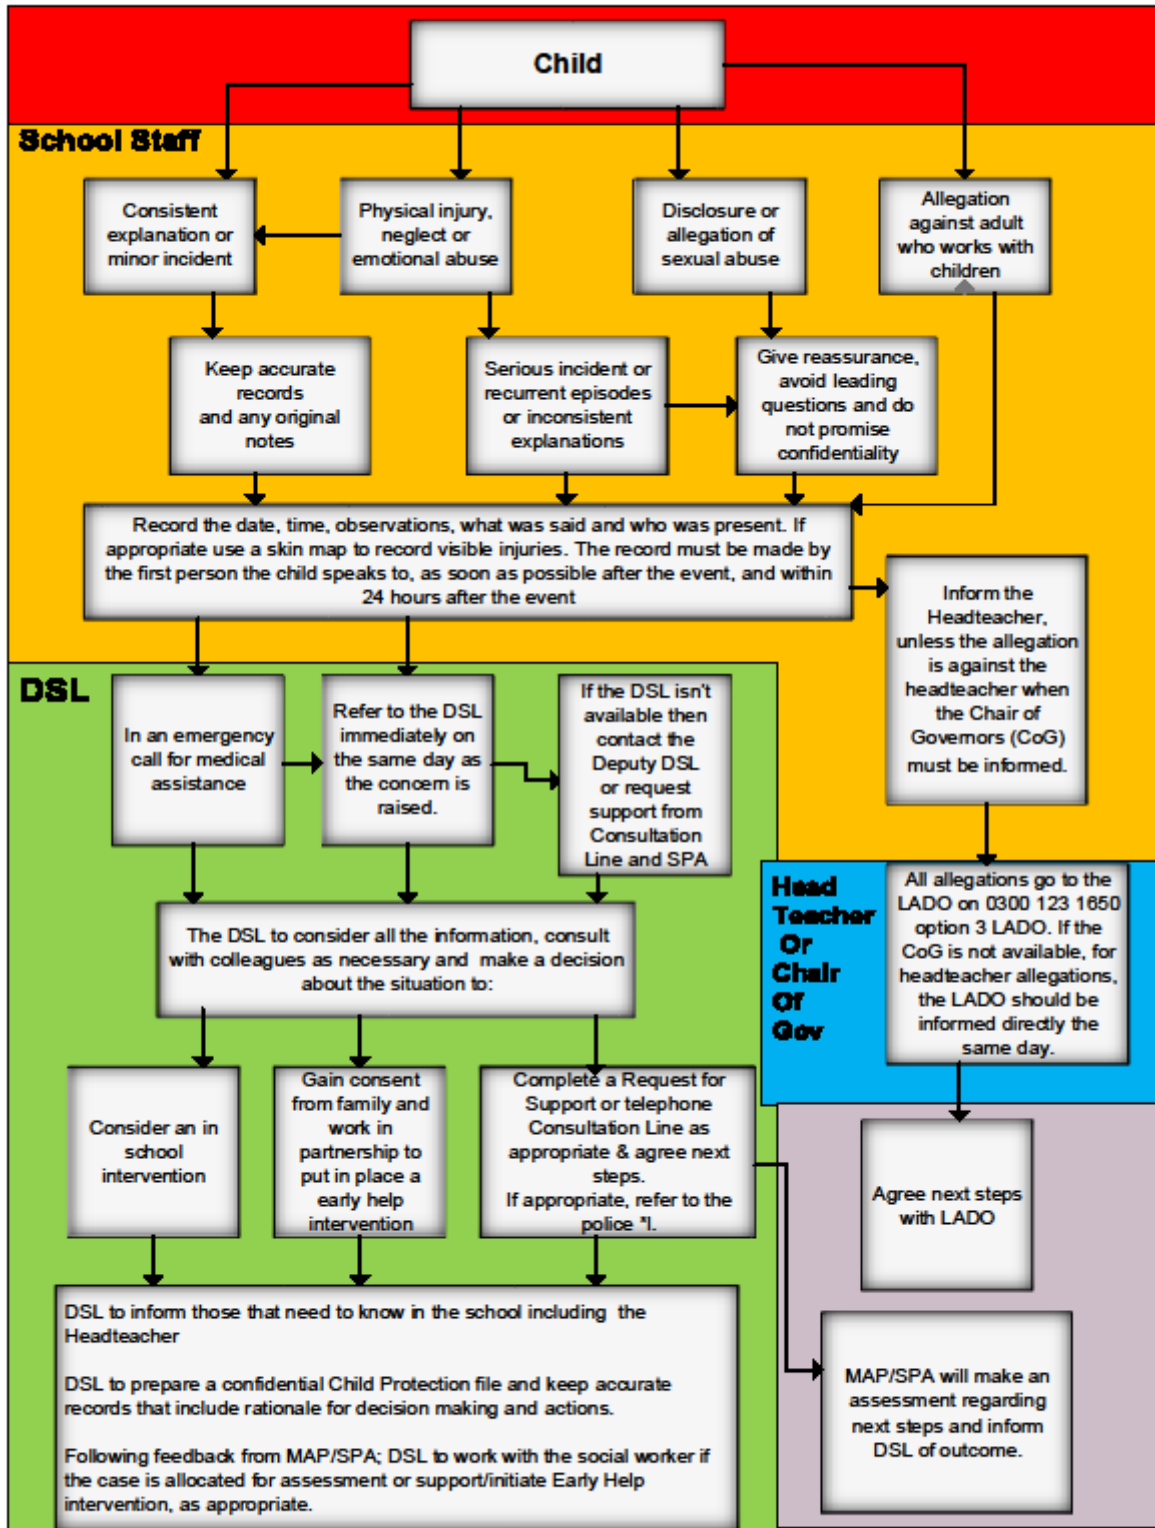 Child
School Staff
Consistent
explanation or
minor incident
Physical injury,
neglect or
emotional abuse
Disclosure or
allegation of
sexual abuse
Allegation
against adult
who works with
children
Keep accurate
records
and any original
notes
Serious incident or
recurrent episodes
or inconsistent
explanations
Give reassurance,
avoid leading
questions and do
not promise
confidentiality
Record the date, time, observations, what was said and who was present. If
appropriate use a skin map to record visible injuries. The record must be made by
the first person the child speaks to, as soon as possible after the event, and within
24 hours after the event
Inform the
Headteacher,
unless the allegation
is against the
headteacher when
the Chair of
Governors (CoG)
must be informed.
DSL
In an emergency
call for medical
assistance
Refer to the DSL
immediately on
the same day as
the concern is
raised.
If the DSL isn't
available then
contact the
Deputy DSL
or request
support from
Consultation
Line and SPA
Head
Teacher
Or
Chair
Of
Gov
All allegations go to the
LADO on 0300 123 1650
option 3 LADO. If the
CoG is not available, for
headteacher allegations,
the LADO should be
informed directly the
same day.
The DSL to consider all the information, consult
with colleagues as necessary and make a decision
about the situation to:
Consider an in
school
intervention
Gain consent
from family and
work in
partnership to
put in place a
early help
intervention
Complete a Request for
Support or telephone
Consultation Line as
appropriate & agree next
steps.
If appropriate, refer to the
police *l.
Agree next steps
with LADO
DSL to inform those that need to know in the school including the
Headteacher
DSL to prepare a confidential Child Protection file and keep accurate
records that include rationale for decision making and actions.
Following feedback from MAP/SPA; DSL to work with the social worker if
the case is allocated for assessment or support/initiate Early Help
intervention, as appropriate.
MAP/SPA will make an
assessment regarding
next steps and inform
DSL of outcome.